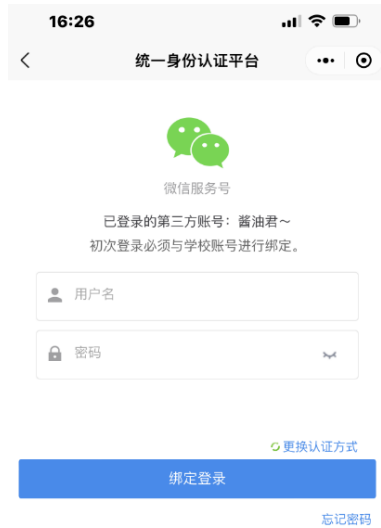 16:26
统一身份认证平台
微信服务号
已登录的第三方账号：酱油君～
初次登录必须与学校账号进行绑定。
用户名
密码
更换认证方式
绑定登录
忘记密码